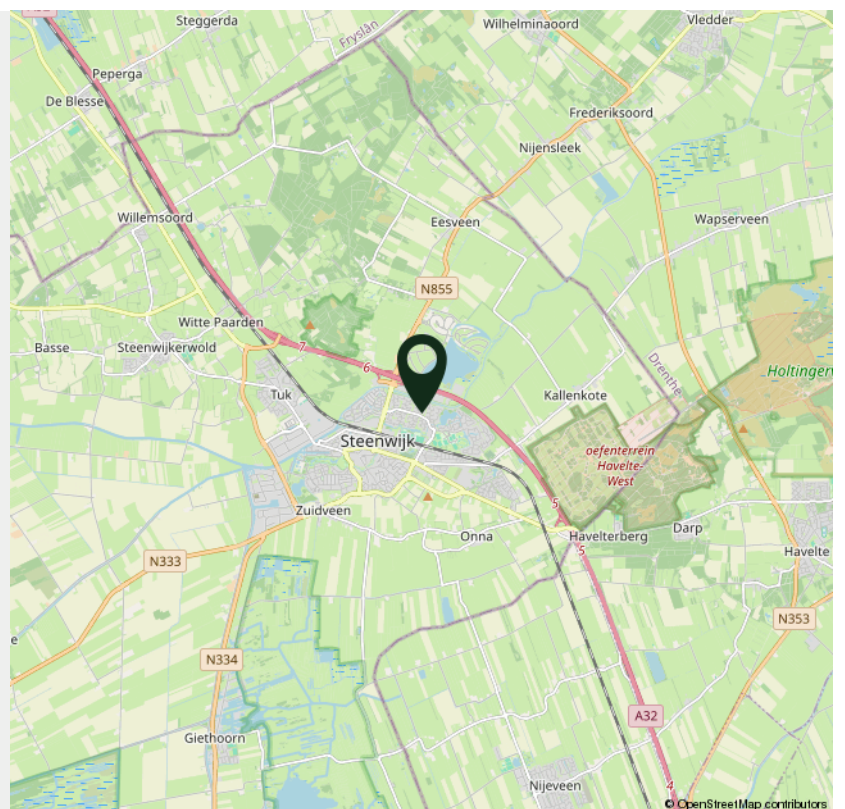 Steggerda
Wilhelminaoord
Vledder
Fryslân
Peperga
De Blesse
Frederiksoord
Nijensleek
Willemsoord
Eesveen
Wapserveen
N855
Witte Paarden
7
Basse
Steenwijkerwold
6
Drenthe
Holtingerv
Tuk
Kallenkote
Steenwijk
oefenterrein
Havelte-
West
5
Zuidveen
Onna
Havelterberg
Darp
5
Havelte
N333
N353
N334
A32
Giethoorn
Nijeveen
4
© OpenStreetMap contributors